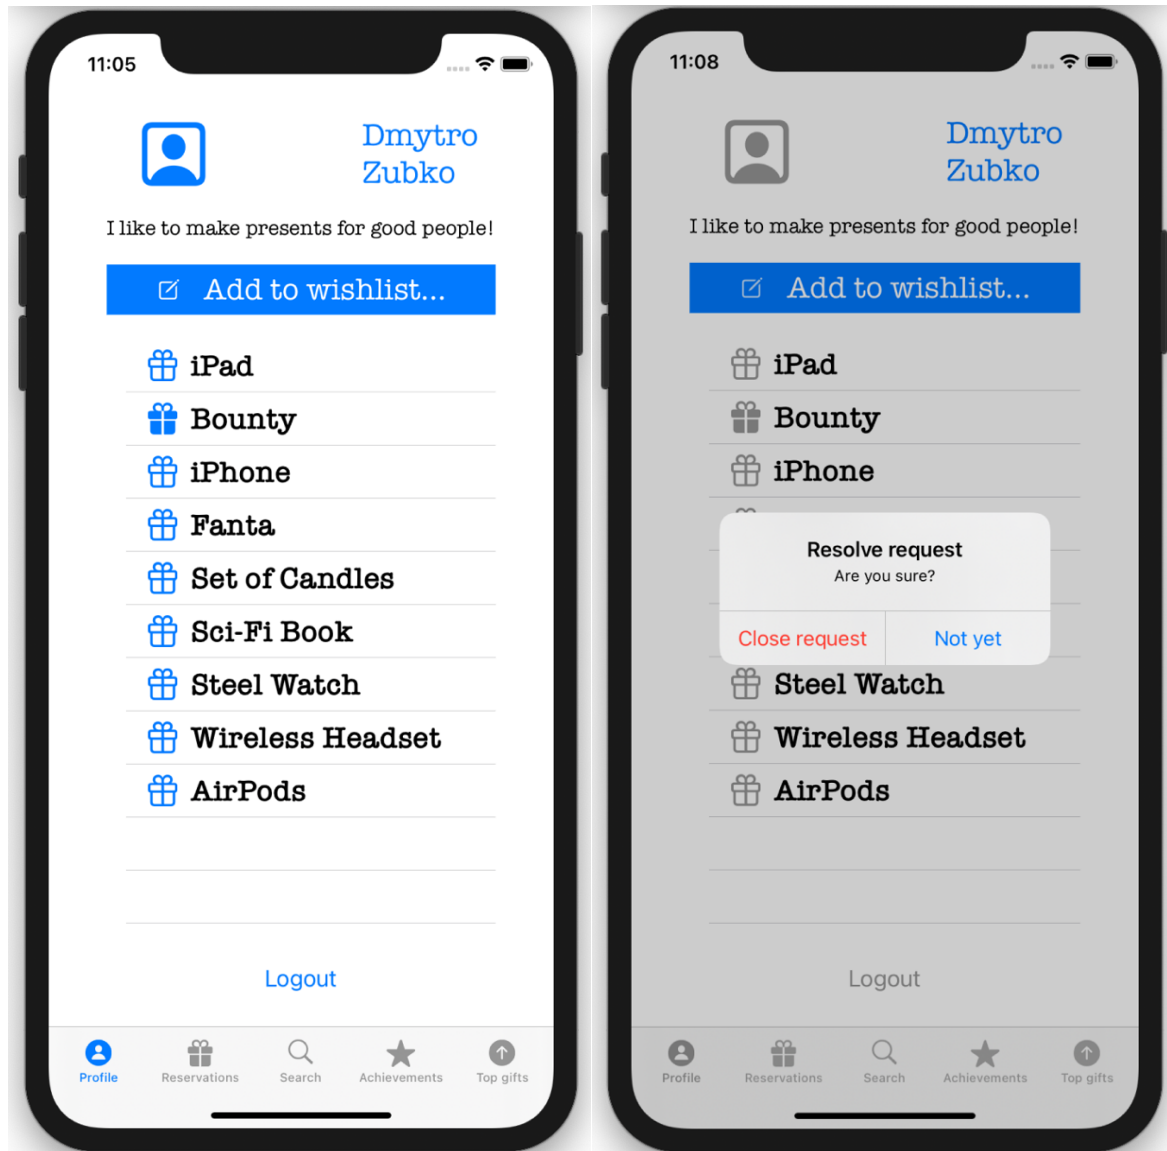 11:05
Dmytro
Zubko
I like to make presents for good people!
Add to wishlist...
iPad
Bounty
iPhone
Fanta
Set of Candles
Sci-Fi Book
Steel Watch
Wireless Headset
AirPods
Logout
Profile Reservations Search Achievements Top gifts
11:08
Dmytro
Zubko
I like to make presents for good people!
Add to wishlist...
iPad
Bounty
iPhone
Resolve request
Are you sure?
Close request Not yet
Steel Watch
Wireless Headset
AirPods
Logout
Profile Reservations Search Achievements Top gifts